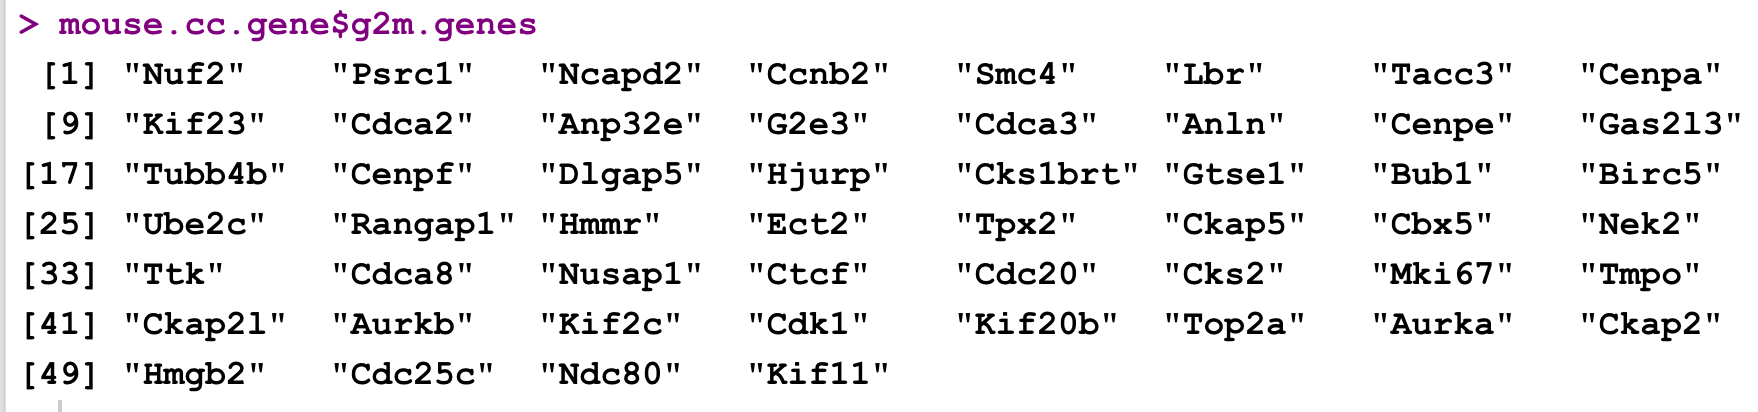 > mouse.cc.gene$g2m.genes
[1] "Nuf2" "Psrc1" "Ncapd2" "Ccnb2" "Smc4" "Lbr" "Tacc3" "Cenpa"
[9] "Kif23" "Cdca2" "Anp32e" "G2e3" "Cdca3" "Anln" "Cenpe" "Gas2l3"
[17] "Tubb4b" "Cenpf" "Dlgap5" "Hjurp" "Cks1brt" "Gtse1" "Bub1" "Birc5"
[25] "Ube2c" "Rangap1" "Hmmr" "Ect2" "Tpx2" "Ckap5" "Cbx5" "Nek2"
[33] "Ttk" "Cdca8" "Nusap1" "Ctcf" "Cdc20" "Cks2" "Mki67" "Tmpo"
[41] "Ckap2l" "Aurkb" "Kif2c" "Cdk1" "Kif20b" "Top2a" "Aurka" "Ckap2"
[49] "Hmgb2" "Cdc25c" "Ndc80" "Kif11"